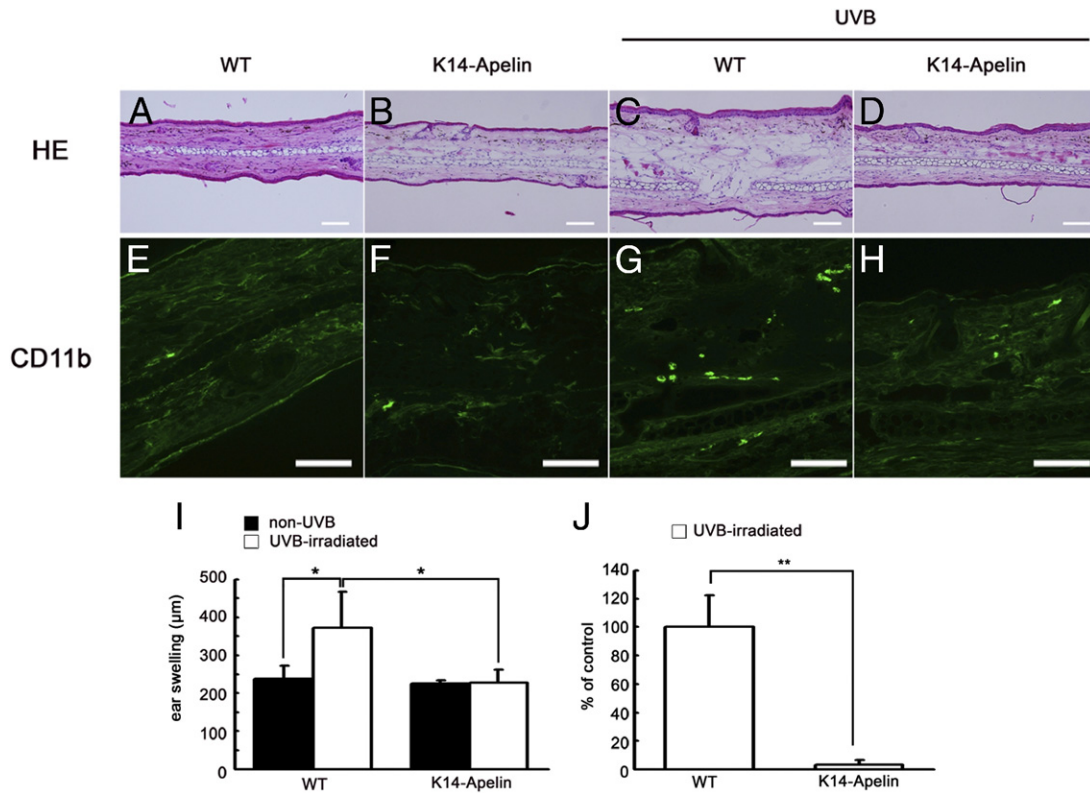 UVB
WT K14-Apelin WT K14-Apelin
HE A B C D
CD11b E F G H
I
non-UVB
UVB-irradiated
* *
500
400
300
200
100
0
ear swelling (μm)
WT K14-Apelin
J
UVB-irradiated
**
140
120
100
80
60
40
20
0
% of control
WT K14-Apelin